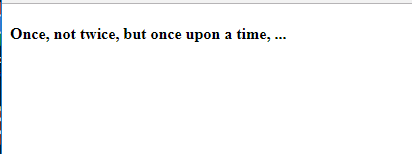 Once, not twice, but once upon a time, ...